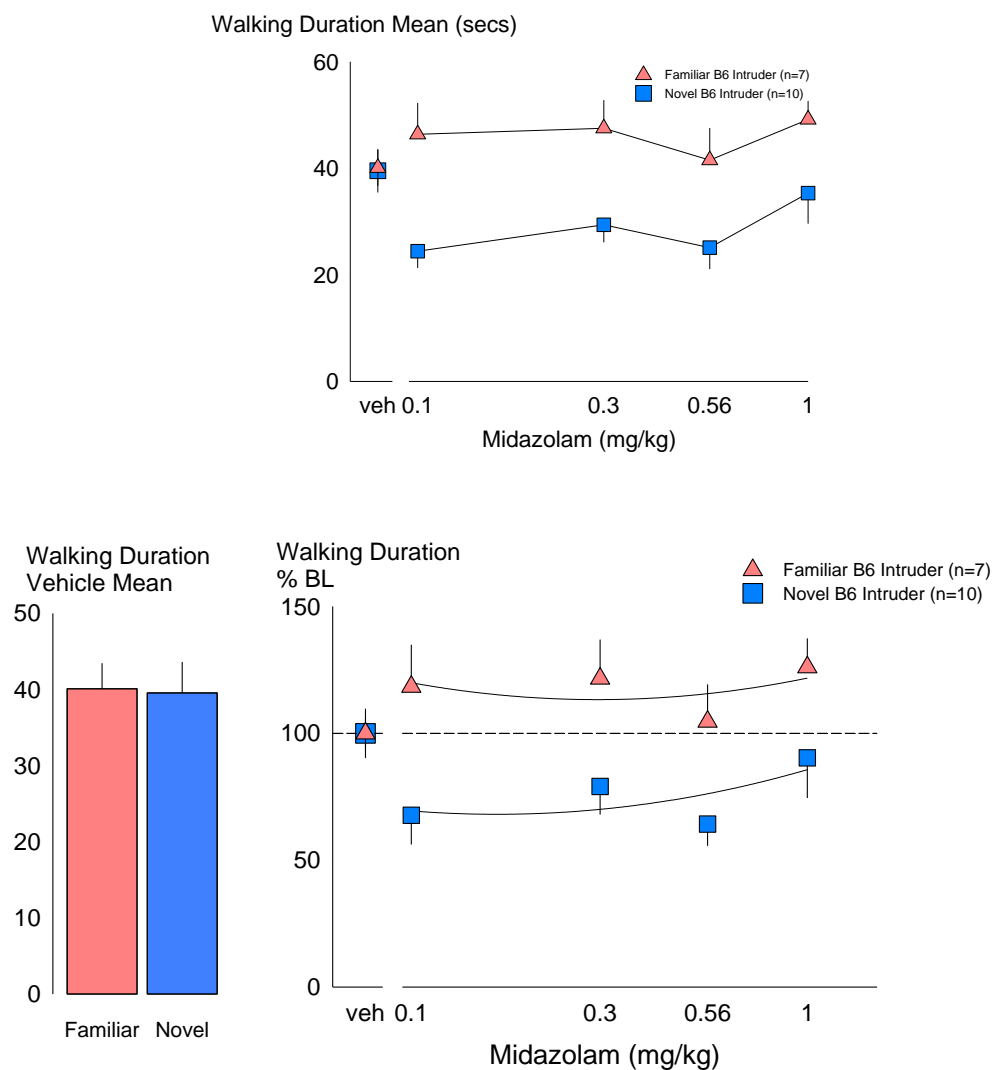 Walking Duration Mean (secs)
60
Familiar B6 Intruder (n=7)
Novel B6 Intruder (n=10)
40
20
0
veh 0.1 0.3 0.56 1
Midazolam (mg/kg)
Walking Duration
Vehicle Mean
50
40
30
20
10
0
Familiar Novel
Walking Duration
% BL
Familiar B6 Intruder (n=7)
Novel B6 Intruder (n=10)
150
100
50
0
veh 0.1 0.3 0.56 1
Midazolam (mg/kg)